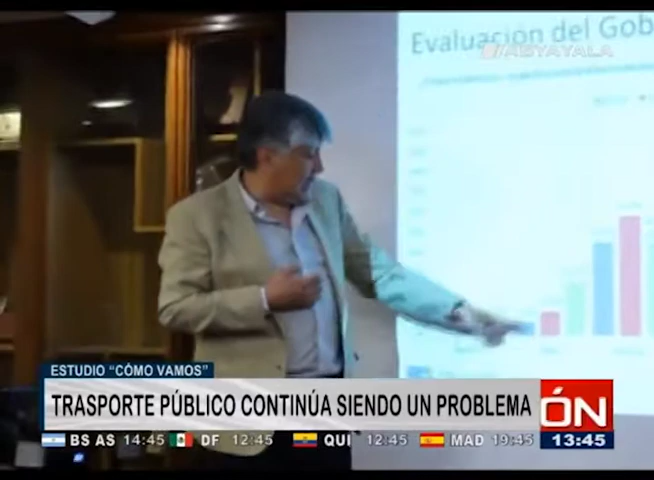 Evaluación del Gob
ABYAYALA
ESTUDIO "CÓMO VAMOS"
TRASPORTE PÚBLICO CONTINÚA SIENDO UN PROBLEMA
ÓN
BS AS 14:45 DF 12:45 QUI 12:45 MAD 19:45
13:45